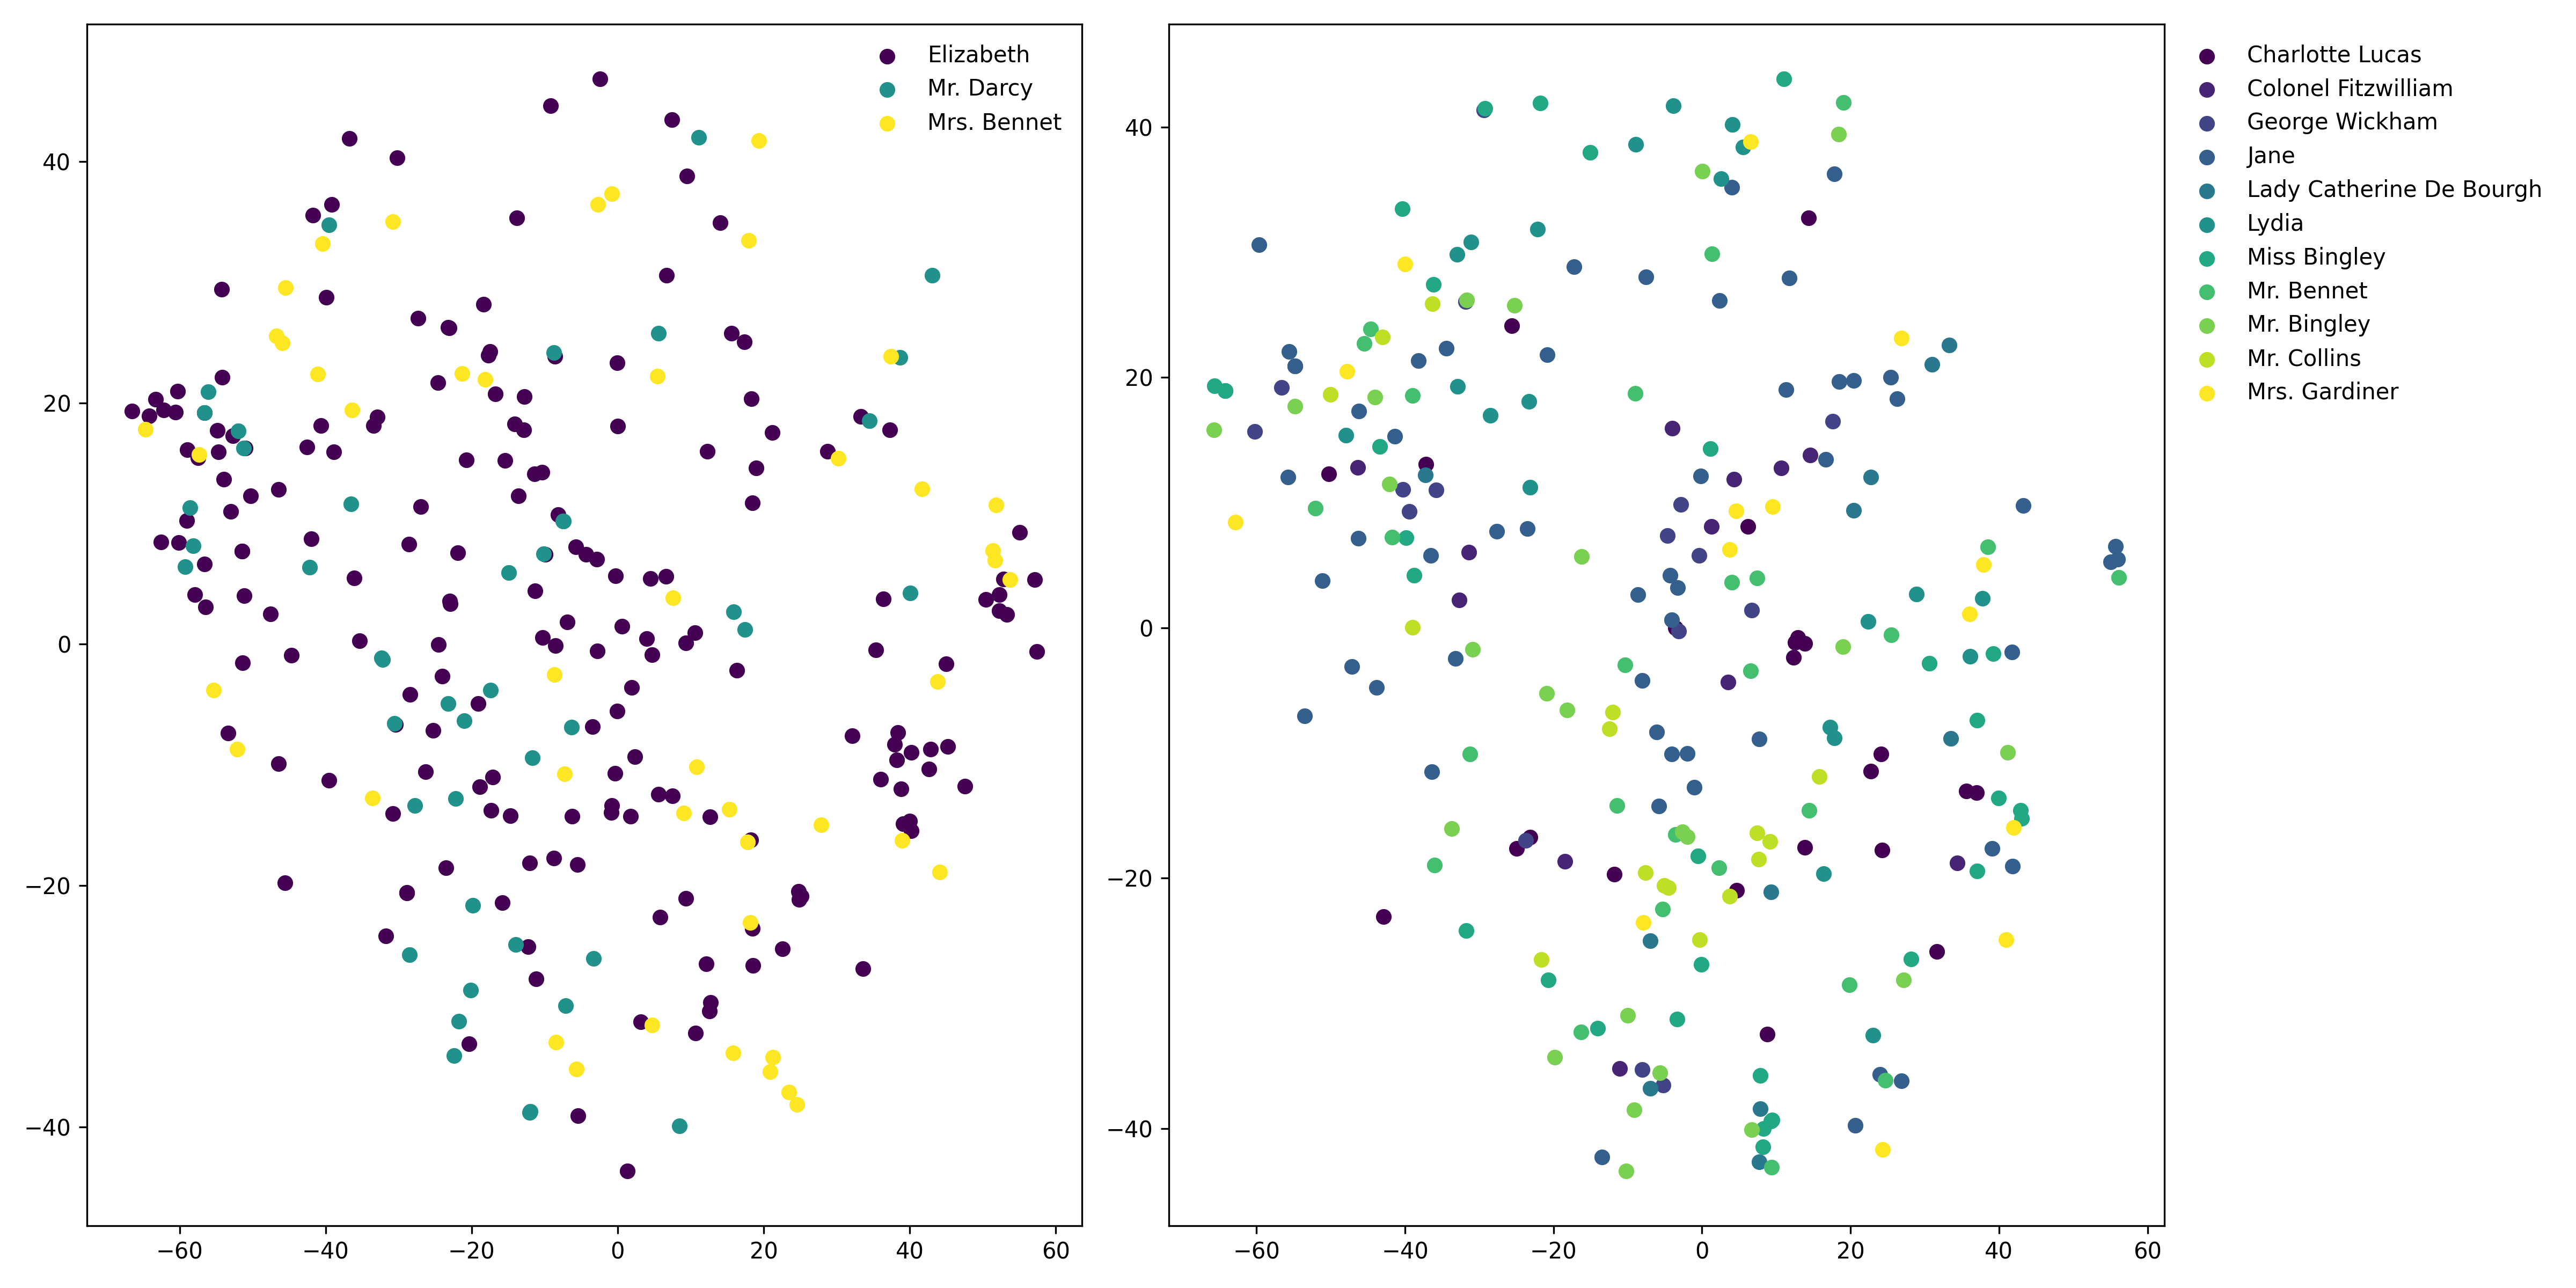 Elizabeth
Mr. Darcy
Mrs. Bennet
40
20
0
−20
−40
−60
−40
−20
0
20
40
60
40
20
0
−20
−40
−60
−40
−20
0
20
40
60
Charlotte Lucas
Colonel Fitzwilliam
George Wickham
Jane
Lady Catherine De Bourgh
Lydia
Miss Bingley
Mr. Bennet
Mr. Bingley
Mr. Collins
Mrs. Gardiner